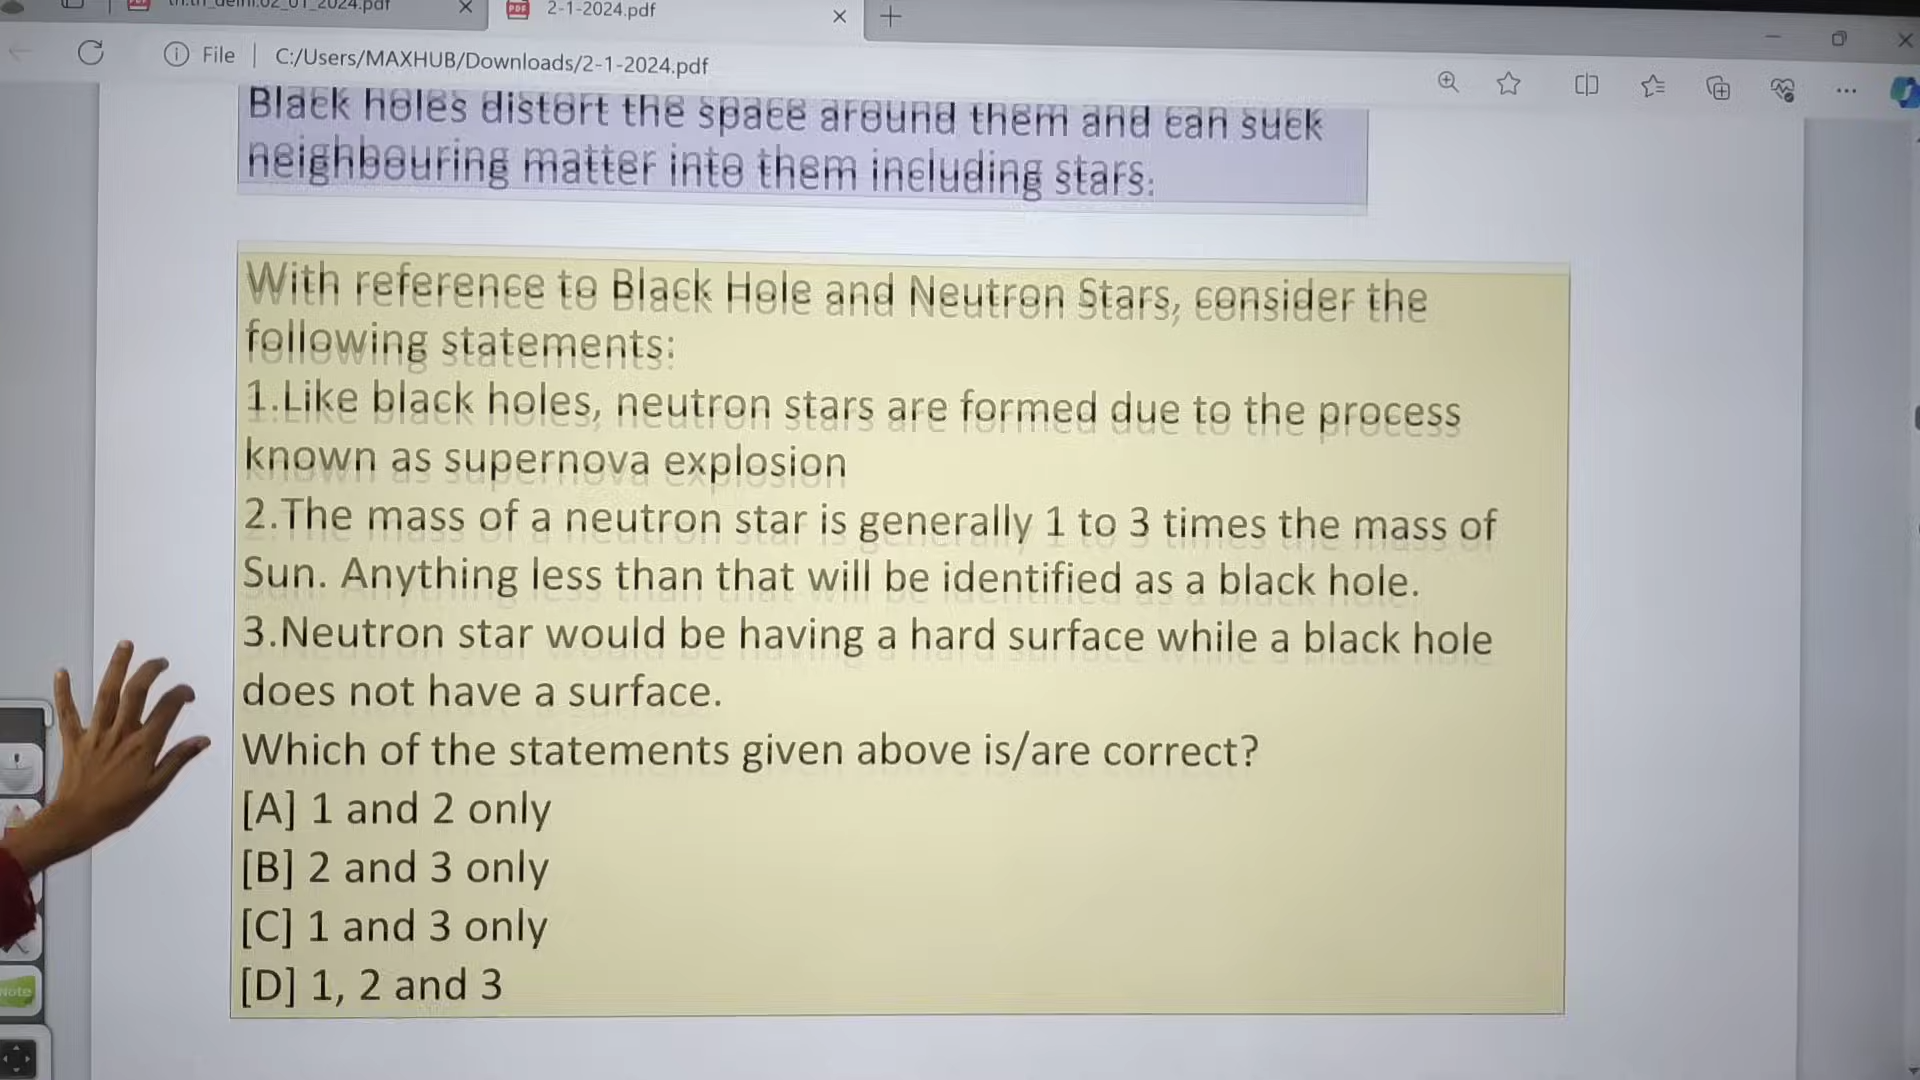 2-1-2024.pdf
File C:/Users/MAXHUB/Downloads/2-1-2024.pdf
Black holes distort the space around them and can suck
neighbouring matter into them including stars.
With reference to Black Hole and Neutron Stars, consider the
following statements:
1.Like black holes, neutron stars are formed due to the process
known as supernova explosion
2.The mass of a neutron star is generally 1 to 3 times the mass of
Sun. Anything less than that will be identified as a black hole.
3.Neutron star would be having a hard surface while a black hole
does not have a surface.
Which of the statements given above is/are correct?
[A] 1 and 2 only
[B] 2 and 3 only
[C] 1 and 3 only
[D] 1, 2 and 3
Note